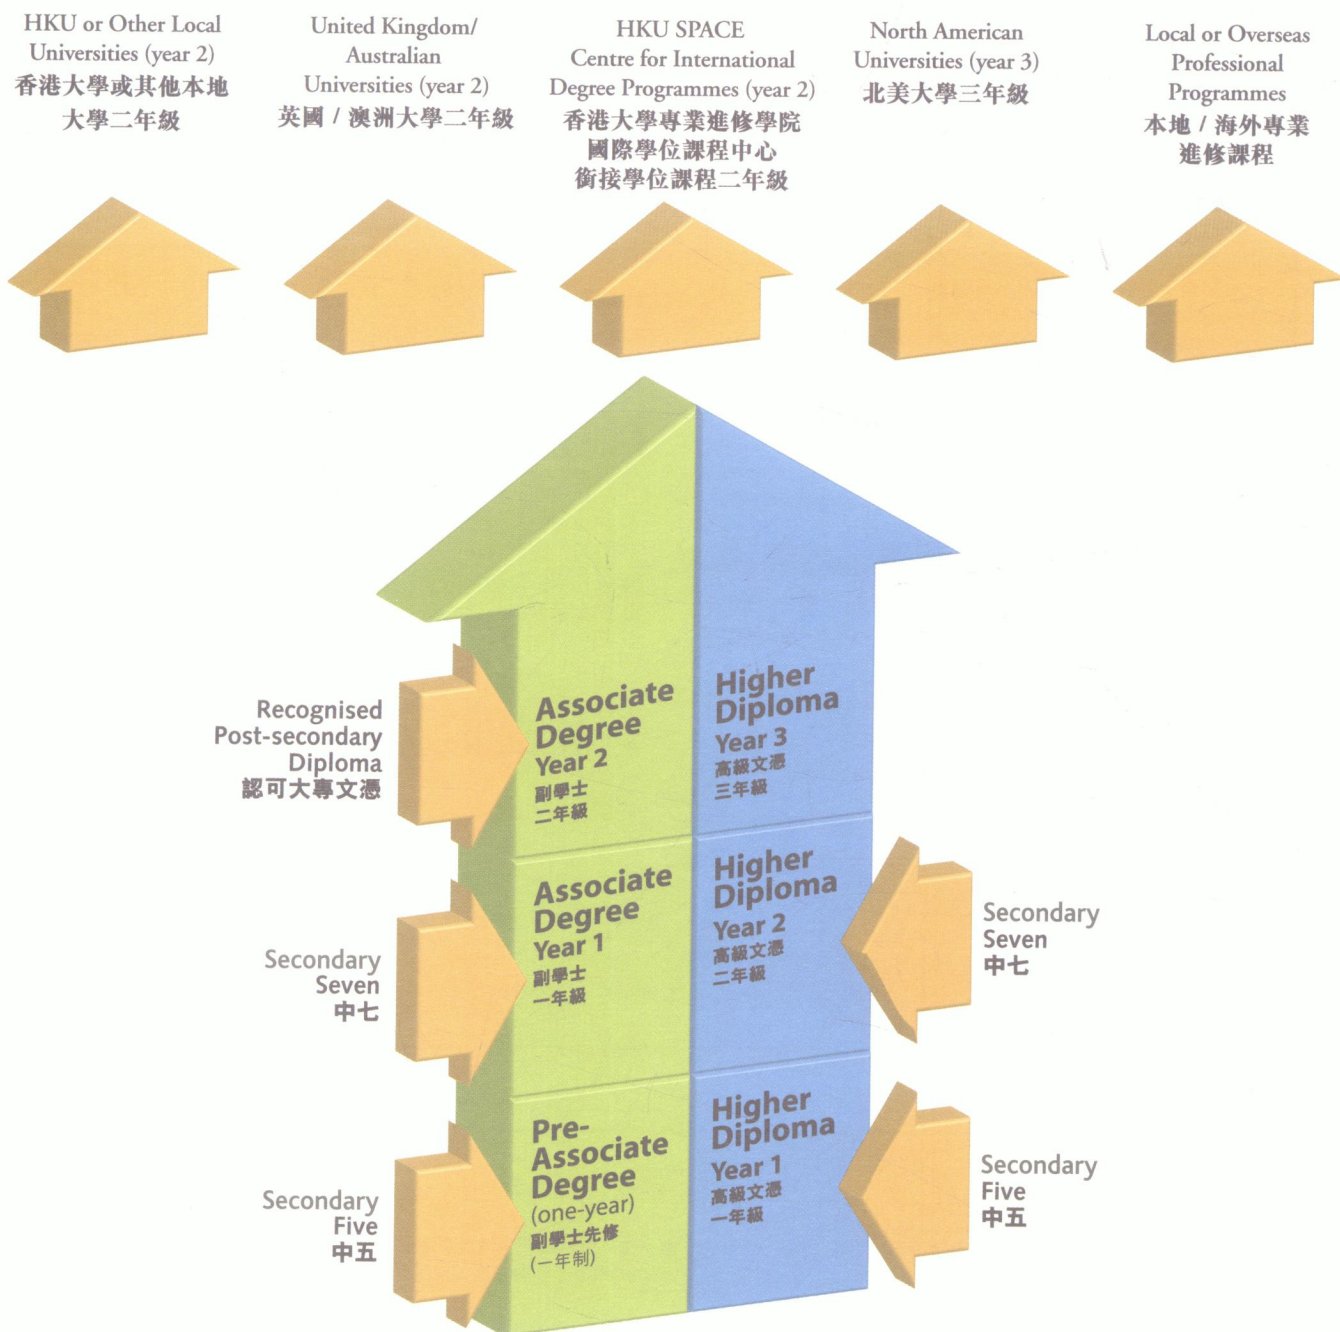 HKU or Other Local
Universities (year 2)
香港大學或其他本地
大學二年級
United Kingdom/
Australian
Universities (year 2)
英國 / 澳洲大學二年級
HKU SPACE
Centre for International
Degree Programmes (year 2)
香港大學專業進修學院
國際學位課程中心
銜接學位課程二年級
North American
Universities (year 3)
北美大學三年級
Local or Overseas
Professional
Programmes
本地 / 海外專業
進修課程
Recognised
Post-secondary
Diploma
認可大專文憑
Associate
Degree
Year 2
副學士
二年級
Higher
Diploma
Year 3
高級文憑
三年級
Secondary
Seven
中七
Associate
Degree
Year 1
副學士
一年級
Higher
Diploma
Year 2
高級文憑
二年級
Secondary
Seven
中七
Secondary
Five
中五
Pre-
Associate
Degree
(one-year)
副學士先修
(一年制)
Higher
Diploma
Year 1
高級文憑
一年級
Secondary
Five
中五